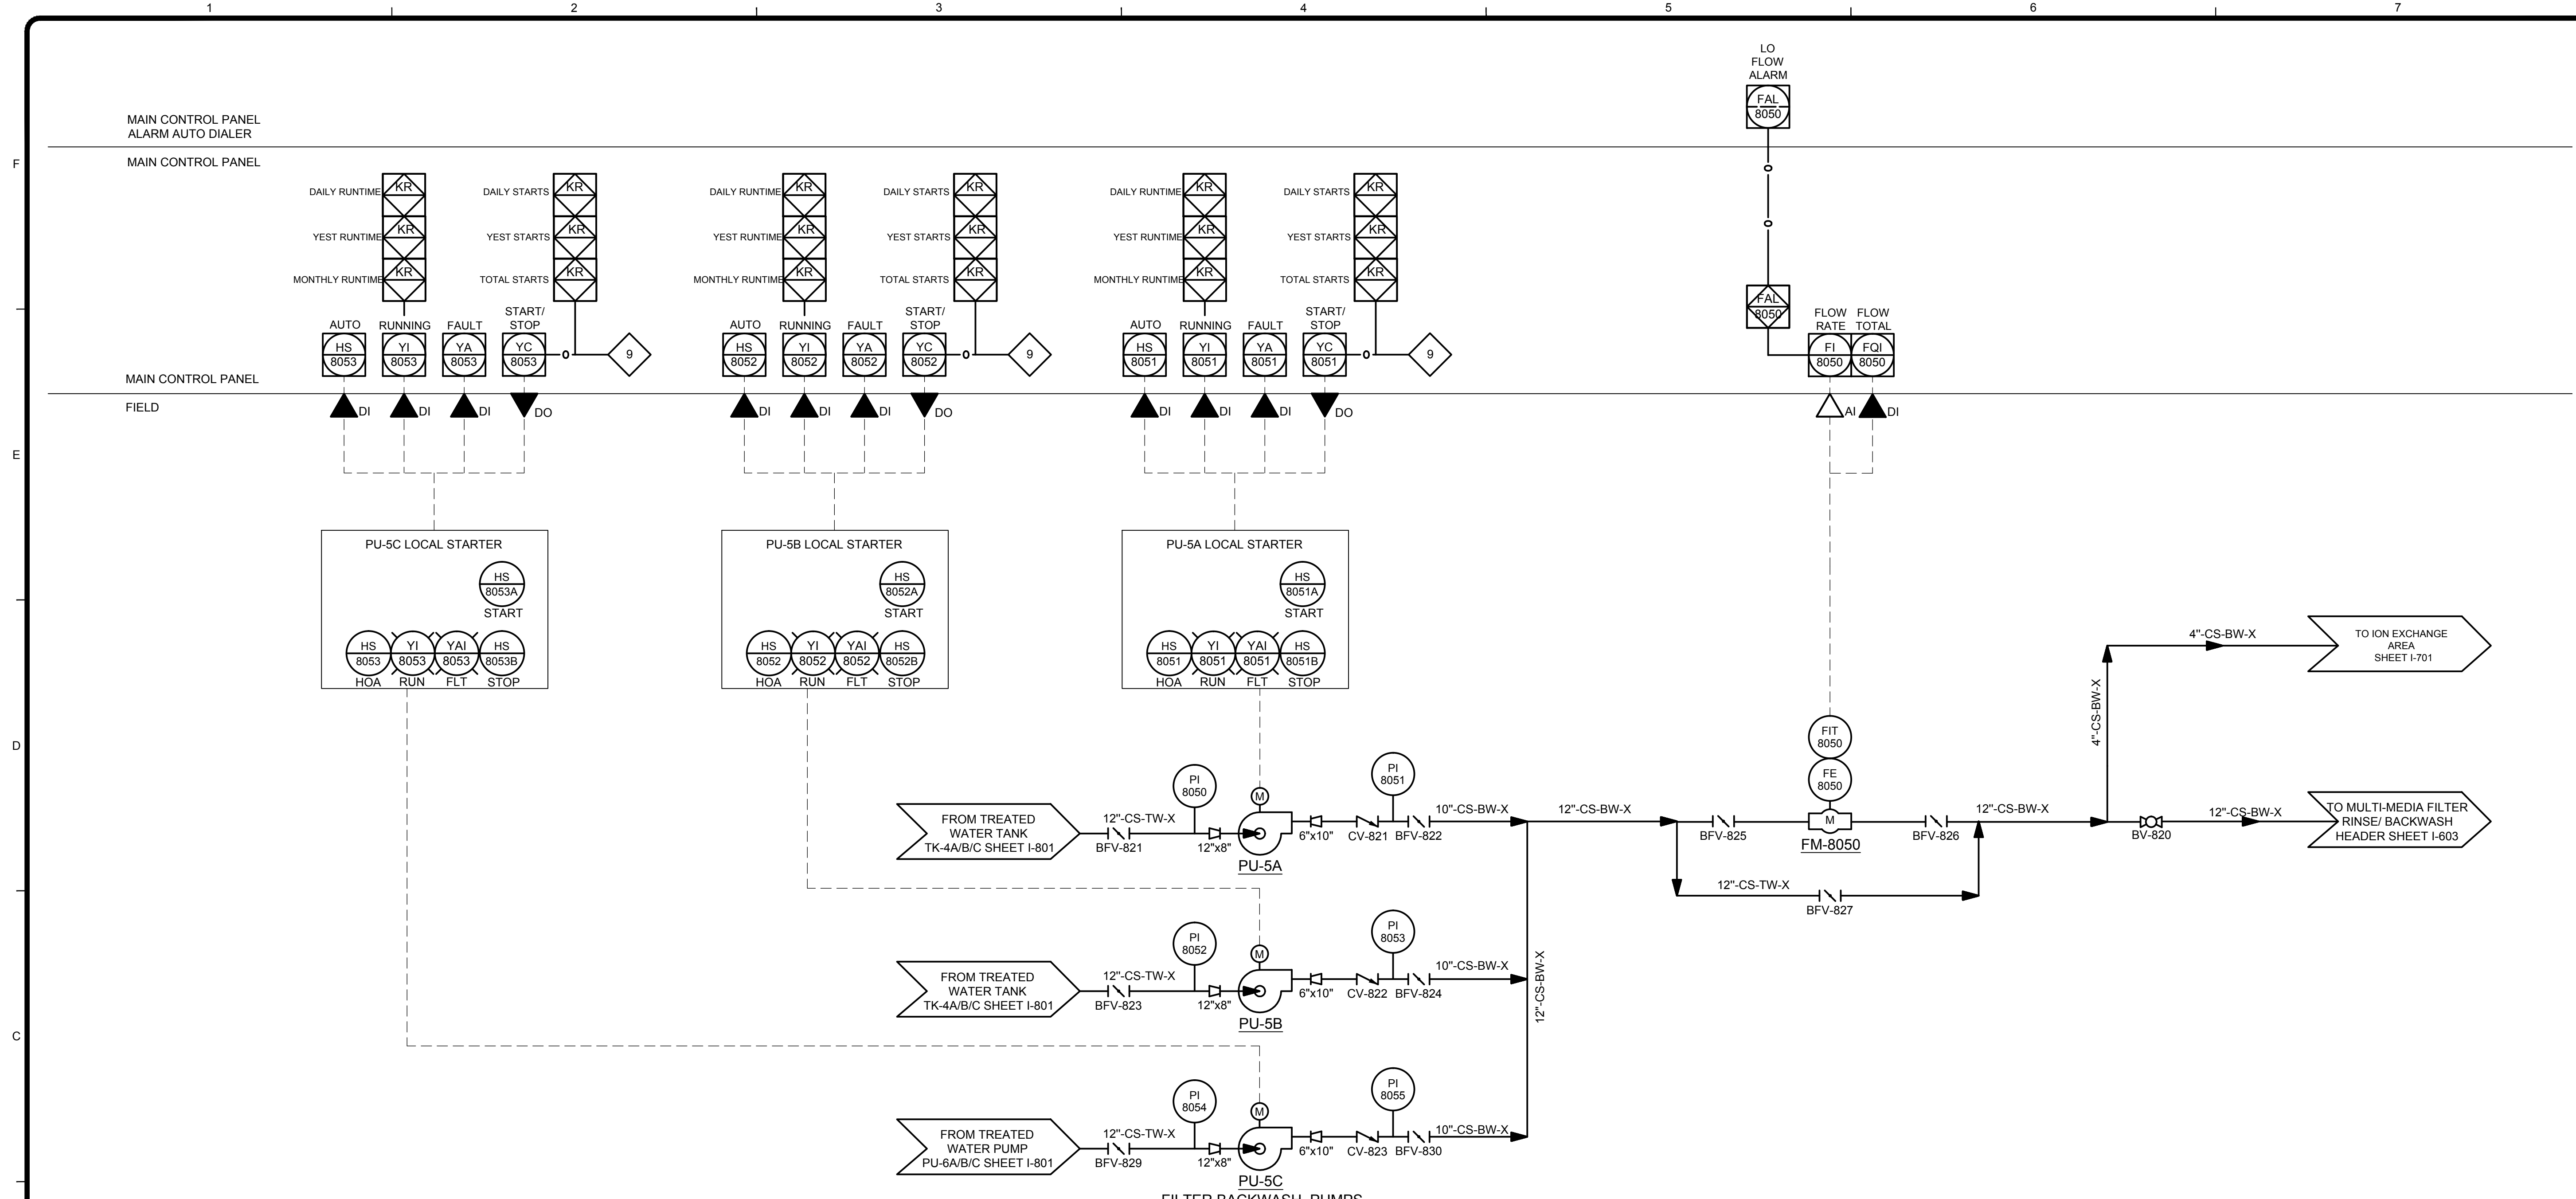 1 2 3 4 5 6 7
LO
FLOW
ALARM
FAL
8050
MAIN CONTROL PANEL
ALARM AUTO DIALER
F
MAIN CONTROL PANEL
DAILY RUNTIME KR DAILY STARTS KR DAILY RUNTIME KR DAILY STARTS KR DAILY RUNTIME KR DAILY STARTS KR
YEST RUNTIME KR YEST STARTS KR YEST RUNTIME KR YEST STARTS KR YEST RUNTIME KR YEST STARTS KR
MONTHLY RUNTIME KR TOTAL STARTS KR MONTHLY RUNTIME KR TOTAL STARTS KR MONTHLY RUNTIME KR TOTAL STARTS KR
FAL
8050
START/ START/ START/ FLOW FLOW
AUTO RUNNING FAULT STOP AUTO RUNNING FAULT STOP AUTO RUNNING FAULT STOP RATE TOTAL
HS YI YA YC 9 HS YI YA YC 9 HS YI YA YC 9 FI FQI
8053 8053 8053 8053 8052 8052 8052 8052 8051 8051 8051 8051 8050 8050
MAIN CONTROL PANEL
FIELD
DI DI DI DO DI DI DI DO DI DI DI DO AI DI
E
PU-5C LOCAL STARTER PU-5B LOCAL STARTER PU-5A LOCAL STARTER
HS HS HS
8053A 8052A 8051A
START START START
HS YI YAI HS HS YI YAI HS HS YI YAI HS
8053 8053 8053 8053B 8052 8052 8052 8052B 8051 8051 8051 8051B
HOA RUN FLT STOP HOA RUN FLT STOP HOA RUN FLT STOP
4"-CS-BW-X
TO ION EXCHANGE
AREA
SHEET I-701
4"-CS-BW-X
D
FIT
8050
FE
8050
M
FM-8050
PI
8050
PI
8051
M
FROM TREATED
WATER TANK
TK-4A/B/C SHEET I-801
12"-CS-TW-X
BFV-821
12"x8"
PU-5A
6"x10"
CV-821
BFV-822
10"-CS-BW-X
12"-CS-BW-X
BFV-825
BFV-826
12"-CS-BW-X
BV-820
12"-CS-BW-X
TO MULTI-MEDIA FILTER
RINSE/ BACKWASH
HEADER SHEET I-603
12"-CS-TW-X
BFV-827
PI
8052
PI
8053
M
FROM TREATED
WATER TANK
TK-4A/B/C SHEET I-801
12"-CS-TW-X
BFV-823
12"x8"
PU-5B
6"x10"
CV-822
BFV-824
10"-CS-BW-X
12"-CS-BW-X
C
PI
8054
PI
8055
M
FROM TREATED
WATER PUMP
PU-6A/B/C SHEET I-801
12"-CS-TW-X
BFV-829
12"x8"
PU-5C
6"x10"
CV-823
BFV-830
10"-CS-BW-X
FILTER BACKWASH PUMPS